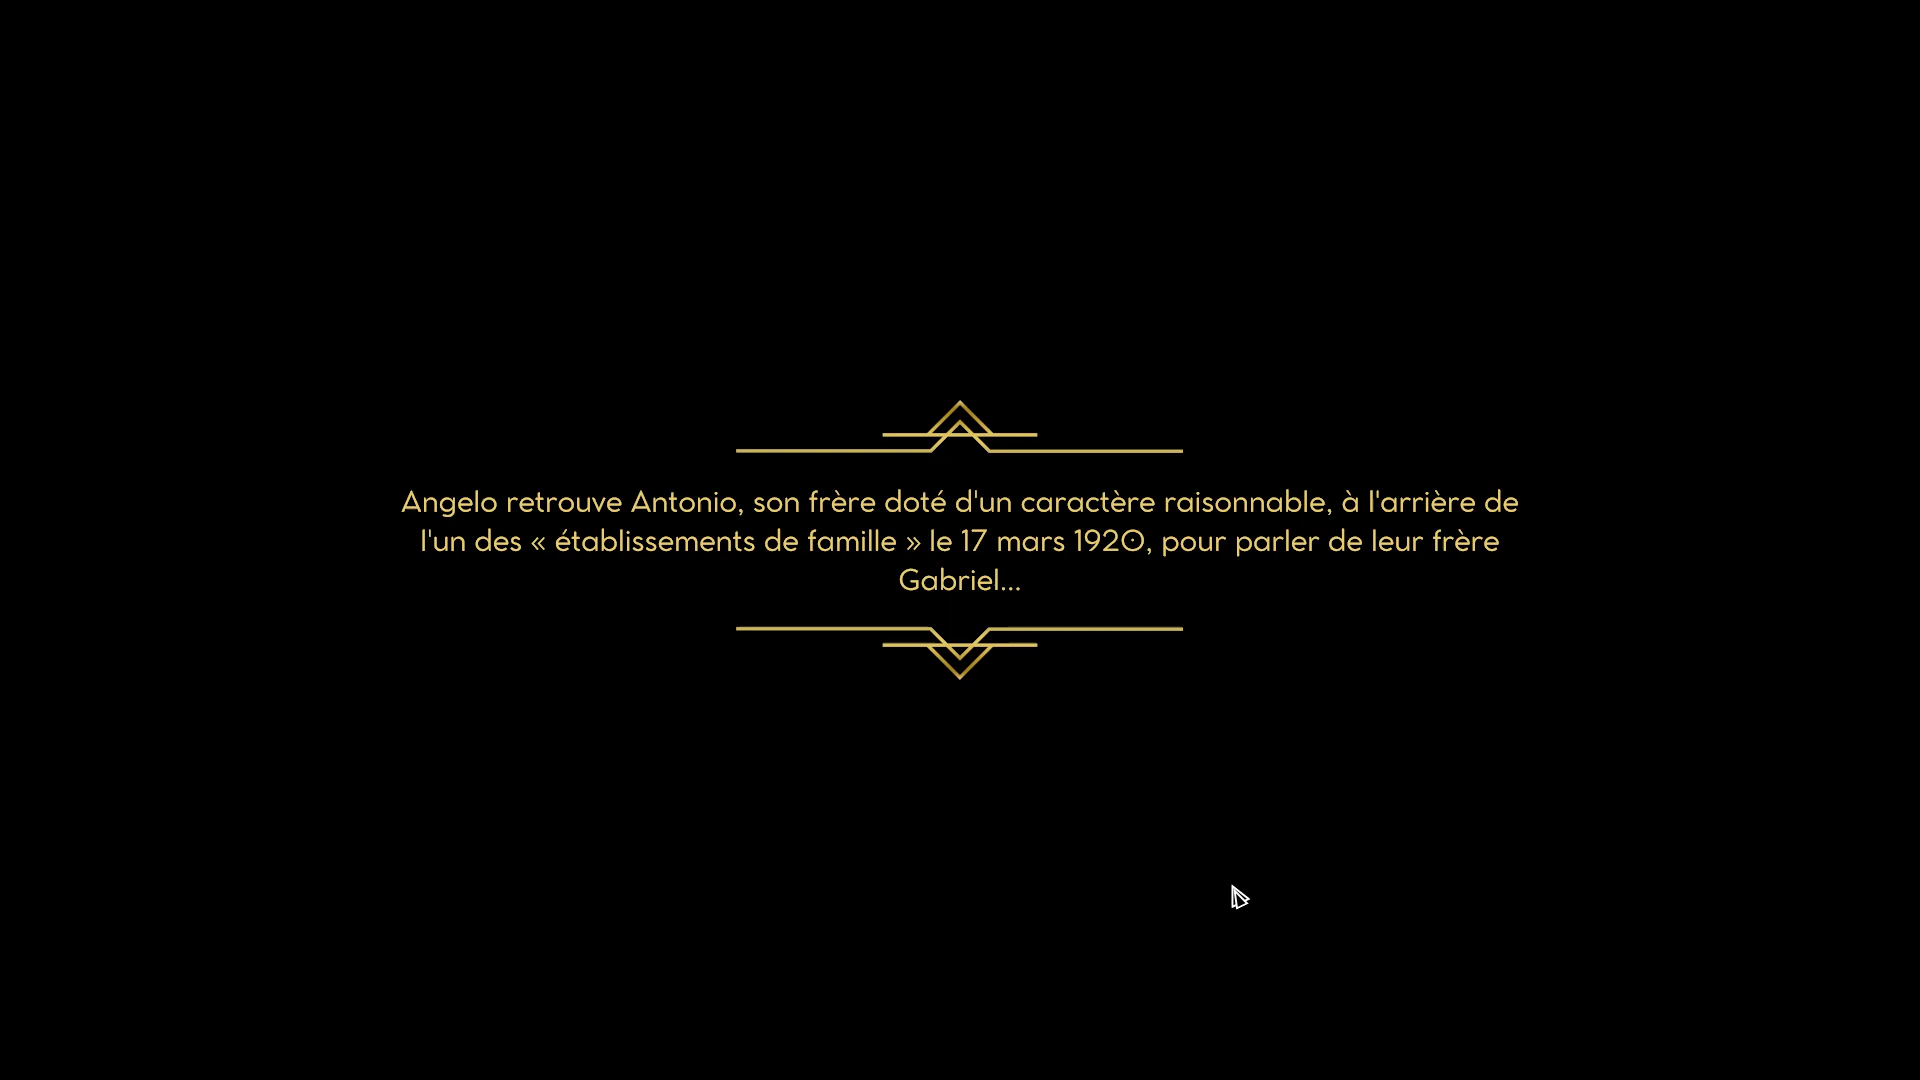 Angelo retrouve Antonio, son frère doté d'un caractère raisonnable, à l'arrière de
l'un des « établissements de famille » le 17 mars 1920, pour parler de leur frère
Gabriel...